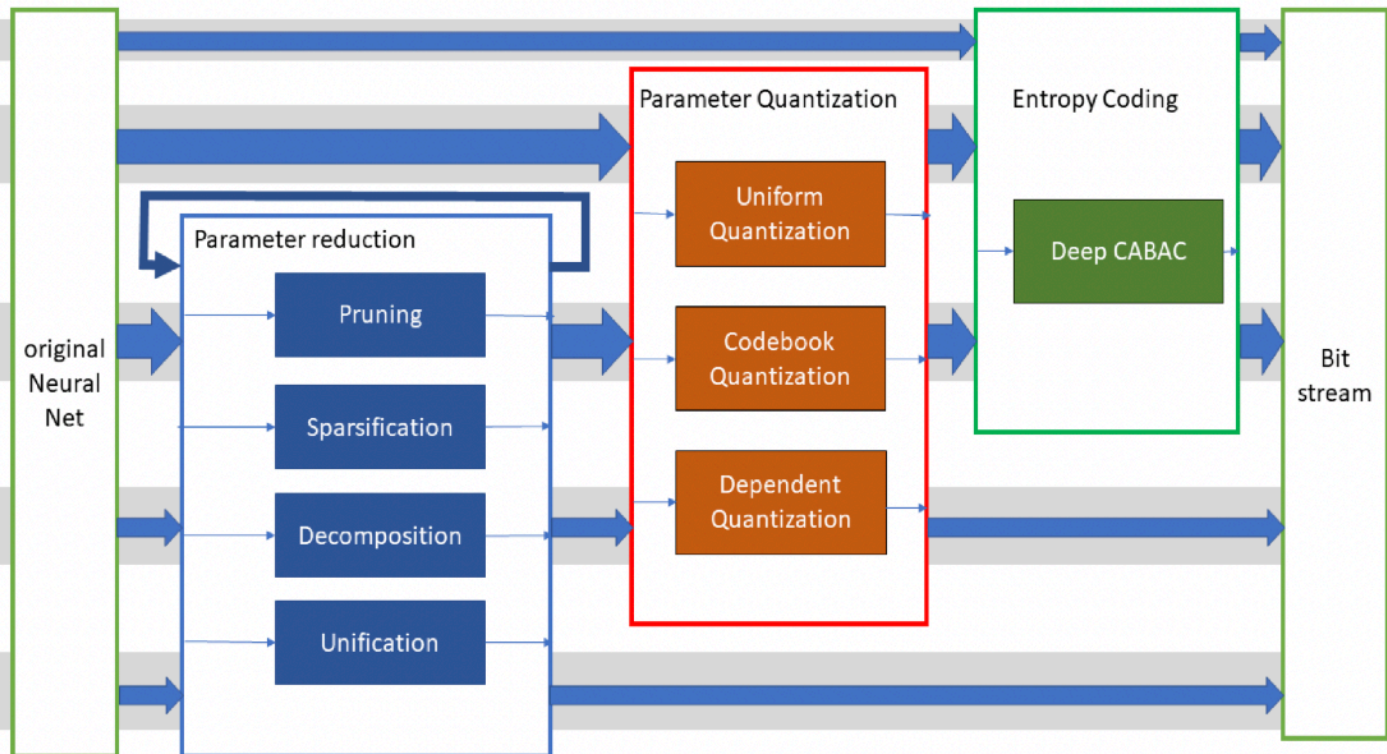 original
Neural
Net
Parameter reduction
Pruning
Sparsification
Decomposition
Unification
Parameter Quantization
Uniform
Quantization
Codebook
Quantization
Dependent
Quantization
Entropy Coding
Deep CABAC
Bit
stream